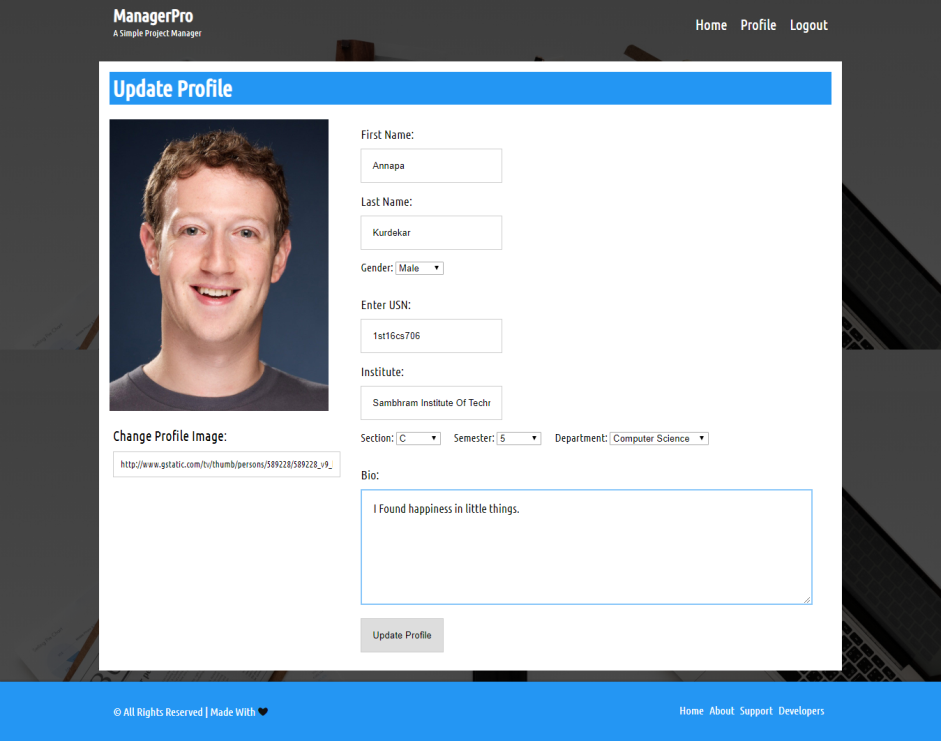 ManagerPro
A Simple Project Manager
Home Profile Logout
Update Profile
First Name:
Annapa
Last Name:
Kurdekar
Gender: Male
Enter USN:
1st16cs706
Institute:
Sambhram Institute Of Techr
Section: C Semester: 5 Department: Computer Science
Change Profile Image:
http://www.gstatic.com/tv/thumb/persons/589228/589228_v9_
Bio:
I Found happiness in little things.
Update Profile
© All Rights Reserved | Made With ❤
Home About Support Developers